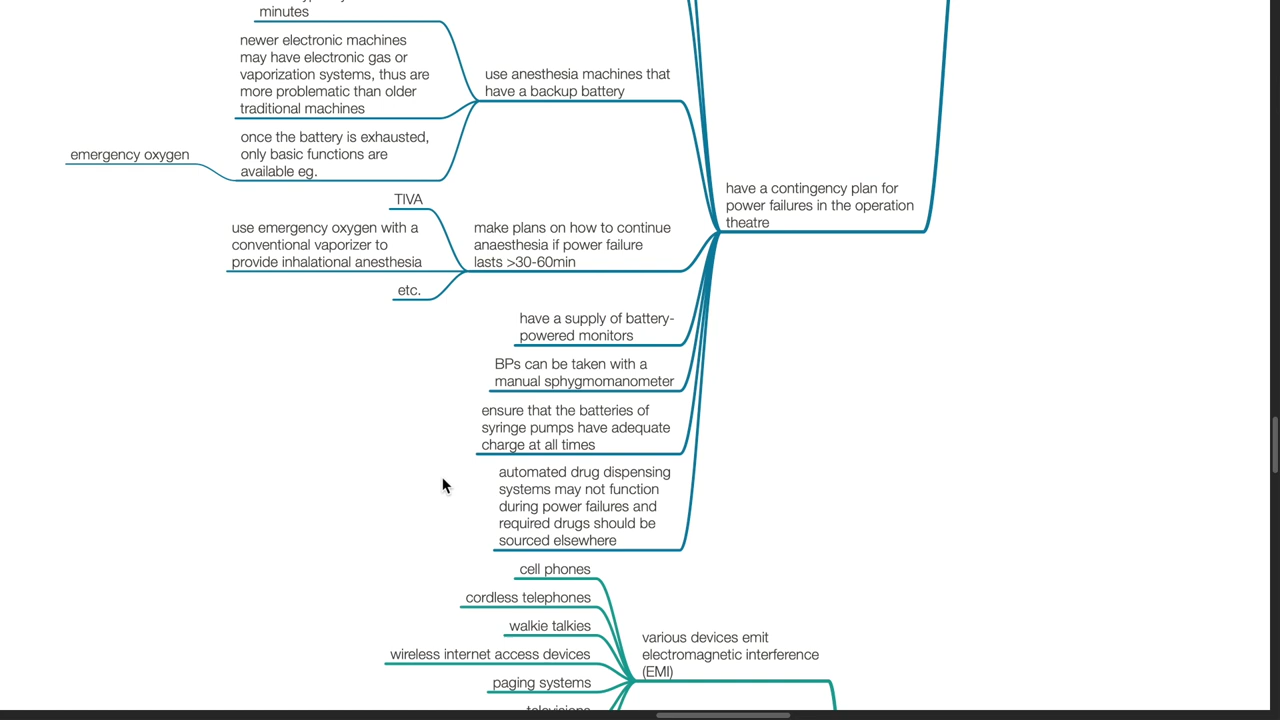 minutes
newer electronic machines
may have electronic gas or
vaporization systems, thus are
more problematic than older
traditional machines
use anesthesia machines that
have a backup battery
once the battery is exhausted,
only basic functions are
available eg.
emergency oxygen
have a contingency plan for
power failures in the operation
theatre
TIVA
use emergency oxygen with a
conventional vaporizer to
provide inhalational anesthesia
etc.
make plans on how to continue
anaesthesia if power failure
lasts >30-60min
have a supply of battery-
powered monitors
BPs can be taken with a
manual sphygmomanometer
ensure that the batteries of
syringe pumps have adequate
charge at all times
automated drug dispensing
systems may not function
during power failures and
required drugs should be
sourced elsewhere
cell phones
cordless telephones
walkie talkies
wireless internet access devices
paging systems
televisions
various devices emit
electromagnetic interference
(EMI)